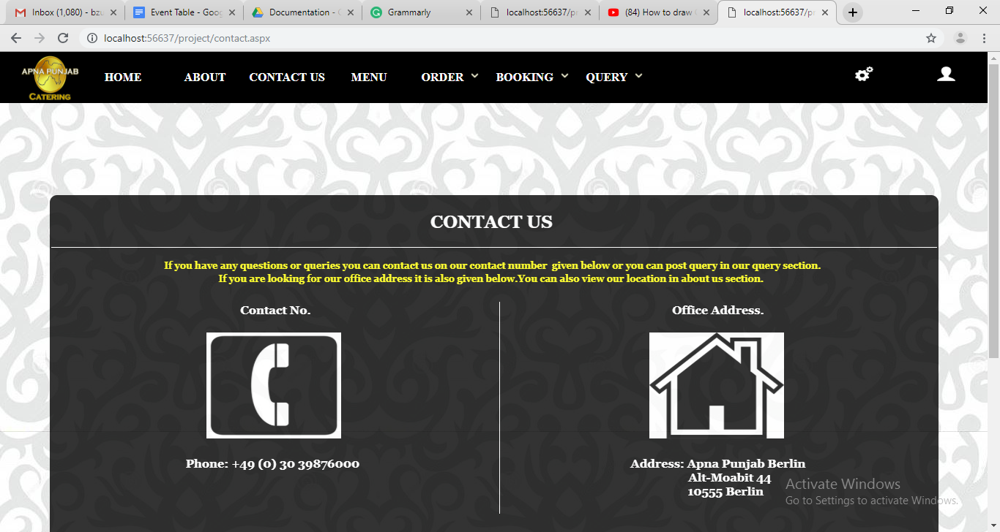 Inbox (1,080) - bzu
Event Table - Goog
Documentation - G
Grammarly
localhost:56637/pr
(84) How to draw
localhost:56637/pr
localhost:56637/project/contact.aspx
APNA PUNJAB
CATERING
HOME
ABOUT
CONTACT US
MENU
ORDER
BOOKING
QUERY
CONTACT US
If you have any questions or queries you can contact us on our contact number  given below or you can post query in our query section.
If you are looking for our office address it is also given below.You can also view our location in about us section.
Contact No.
Office Address.
Phone: +49 (0) 30 39876000
Address: Apna Punjab Berlin
Alt-Moabit 44
10555 Berlin
Activate Windows
Go to Settings to activate Windows.